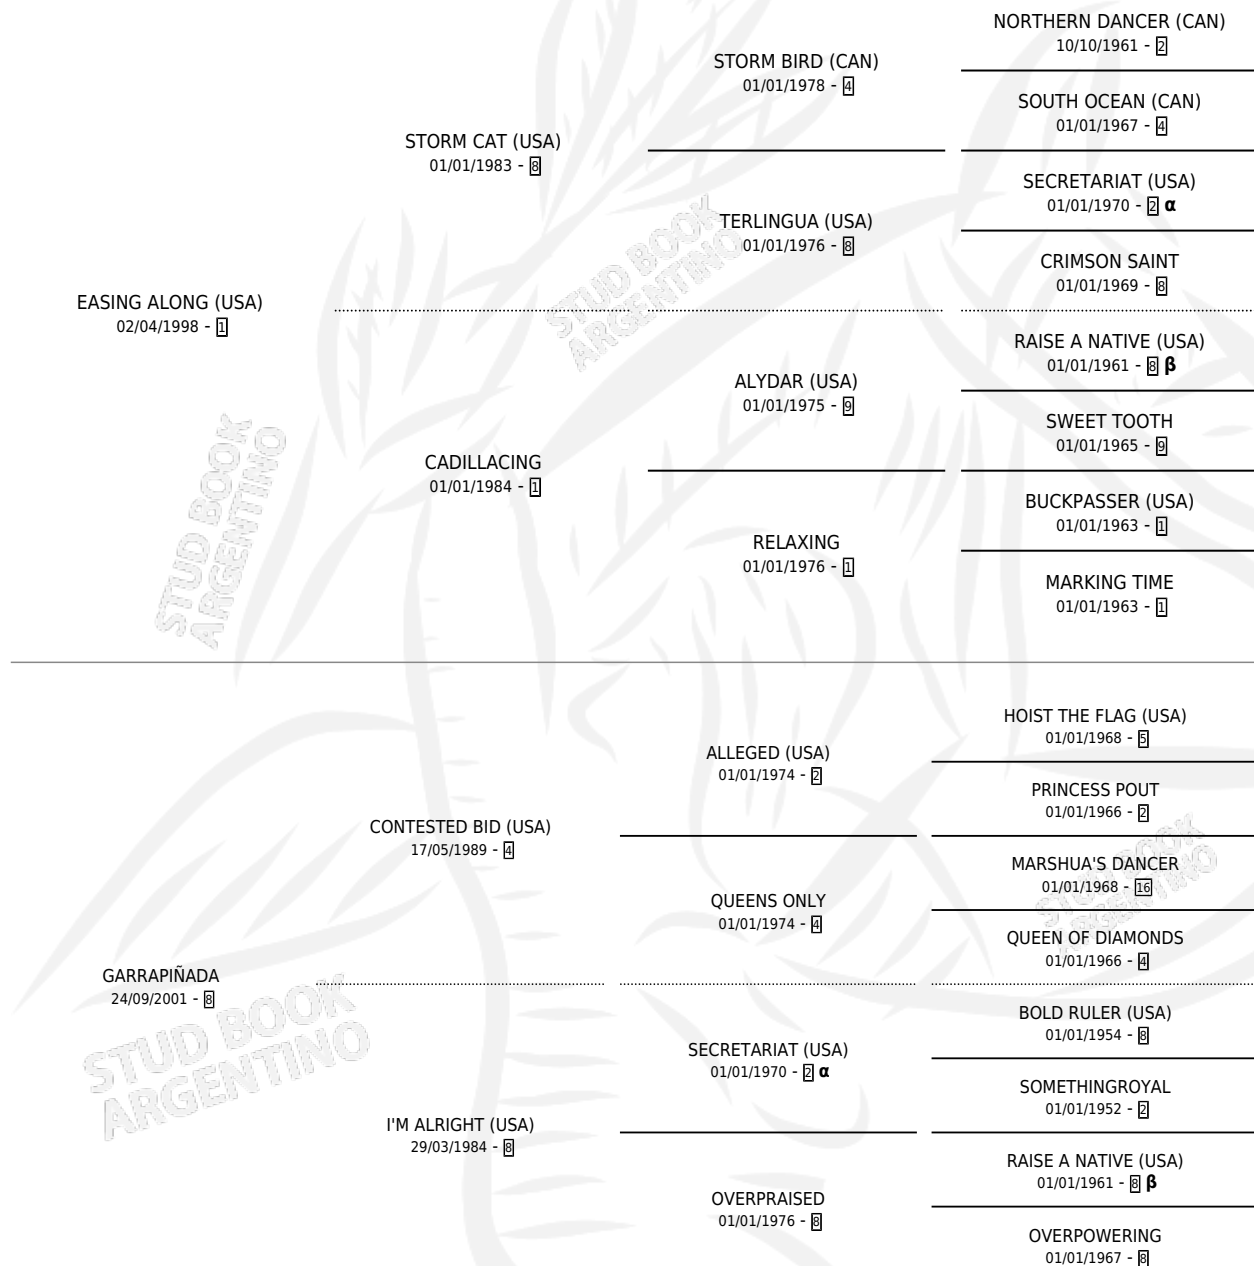 NORTHERN DANCER (CAN)
10/10/1961 - 2
STORM BIRD (CAN)
01/01/1978 - 4
SOUTH OCEAN (CAN)
01/01/1967 - 4
STORM CAT (USA)
01/01/1983 - 8
SECRETARIAT (USA)
01/01/1970 - 2 α
TERLINGUA (USA)
01/01/1976 - 8
CRIMSON SAINT
01/01/1969 - 8
EASING ALONG (USA)
02/04/1998 - 1
RAISE A NATIVE (USA)
01/01/1961 - 8 β
ALYDAR (USA)
01/01/1975 - 9
SWEET TOOTH
01/01/1965 - 9
CADILLACING
01/01/1984 - 1
BUCKPASSER (USA)
01/01/1963 - 1
RELAXING
01/01/1976 - 1
MARKING TIME
01/01/1963 - 1
HOIST THE FLAG (USA)
01/01/1968 - 5
ALLEGED (USA)
01/01/1974 - 2
PRINCESS POUT
01/01/1966 - 2
CONTESTED BID (USA)
17/05/1989 - 4
MARSHUA'S DANCER
01/01/1968 - 16
QUEENS ONLY
01/01/1974 - 4
QUEEN OF DIAMONDS
01/01/1966 - 4
GARRAPIÑADA
24/09/2001 - 8
BOLD RULER (USA)
01/01/1954 - 8
SECRETARIAT (USA)
01/01/1970 - 2 α
SOMETHINGROYAL
01/01/1952 - 2
I'M ALRIGHT (USA)
29/03/1984 - 8
RAISE A NATIVE (USA)
01/01/1961 - 8 β
OVERPRAISED
01/01/1976 - 8
OVERPOWERING
01/01/1967 - 8
STUD BOOK
ARGENTINO
STUD BOOK
ARGENTINO
STUD BOOK
ARGENTINO
STUD BOOK
ARGENTINO